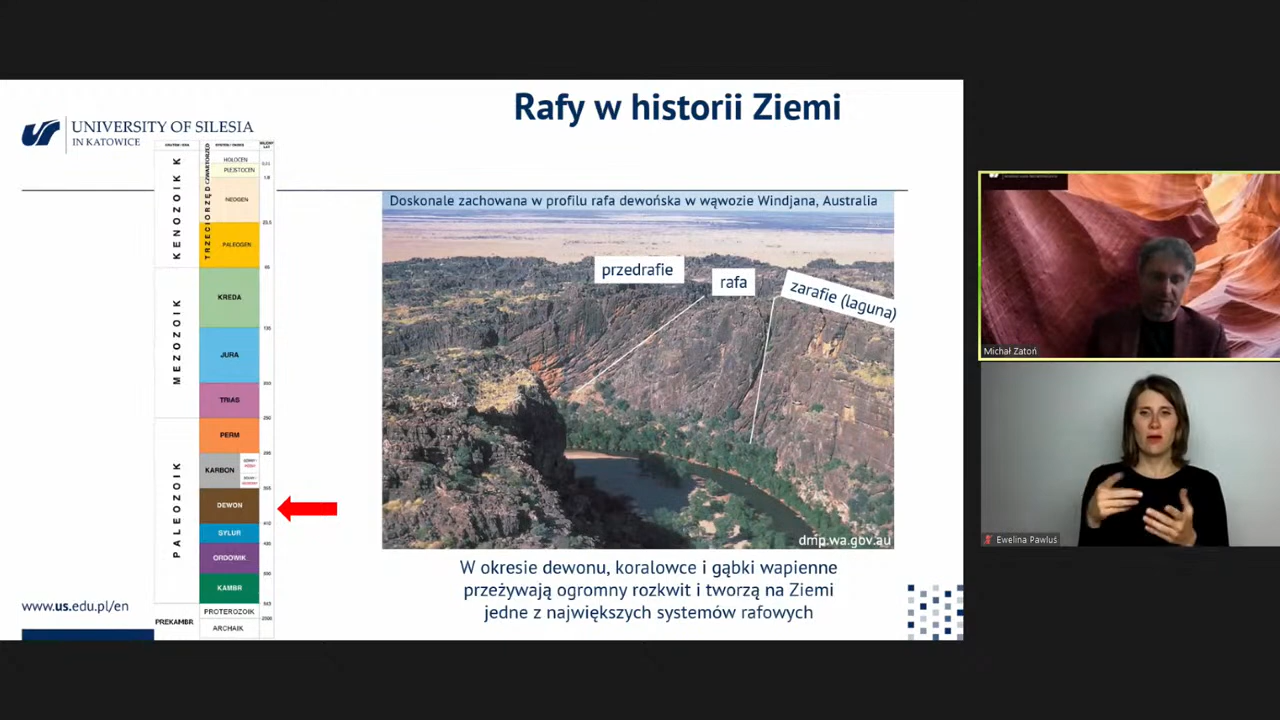 Rafy w historii Ziemi
UNIVERSITY OF SILESIA
IN KATOWICE
HOLOCEN
PLEJSTOCEN
CZWARTORZĘD
NEOGEN
PALEOGEN
TRZECIORZĘD
KENOZOIK K
KREDA
JURA
TRIAS
MEZOZOIK
PERM
KARBON
DEWON
SYLUR
ORDOWIK
KAMBR
PALEOZOIK
PROTEROZOIK
ARCHAIK
PREKAMBR
www.us.edu.pl/en
Doskonale zachowana w profilu rafa dewońska w wąwozie Windjana, Australia
przedrafie
rafa
zarafie (laguna)
dmp.wa.gov.au
W okresie dewonu, koralowce i gąbki wapienne
przeżywają ogromny rozkwit i tworzą na Ziemi
jedne z największych systemów rafowych
Michał Zatoń
Ewelina Pawluś